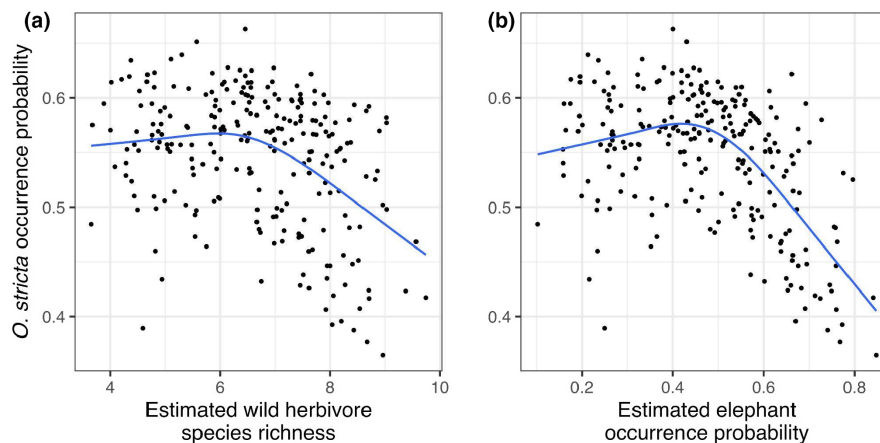 (a)
O. stricta occurrence probability
0.6
0.5
0.4
4 6 8 10
Estimated wild herbivore
species richness
(b)
0.6
0.5
0.4
0.2 0.4 0.6 0.8
Estimated elephant
occurrence probability